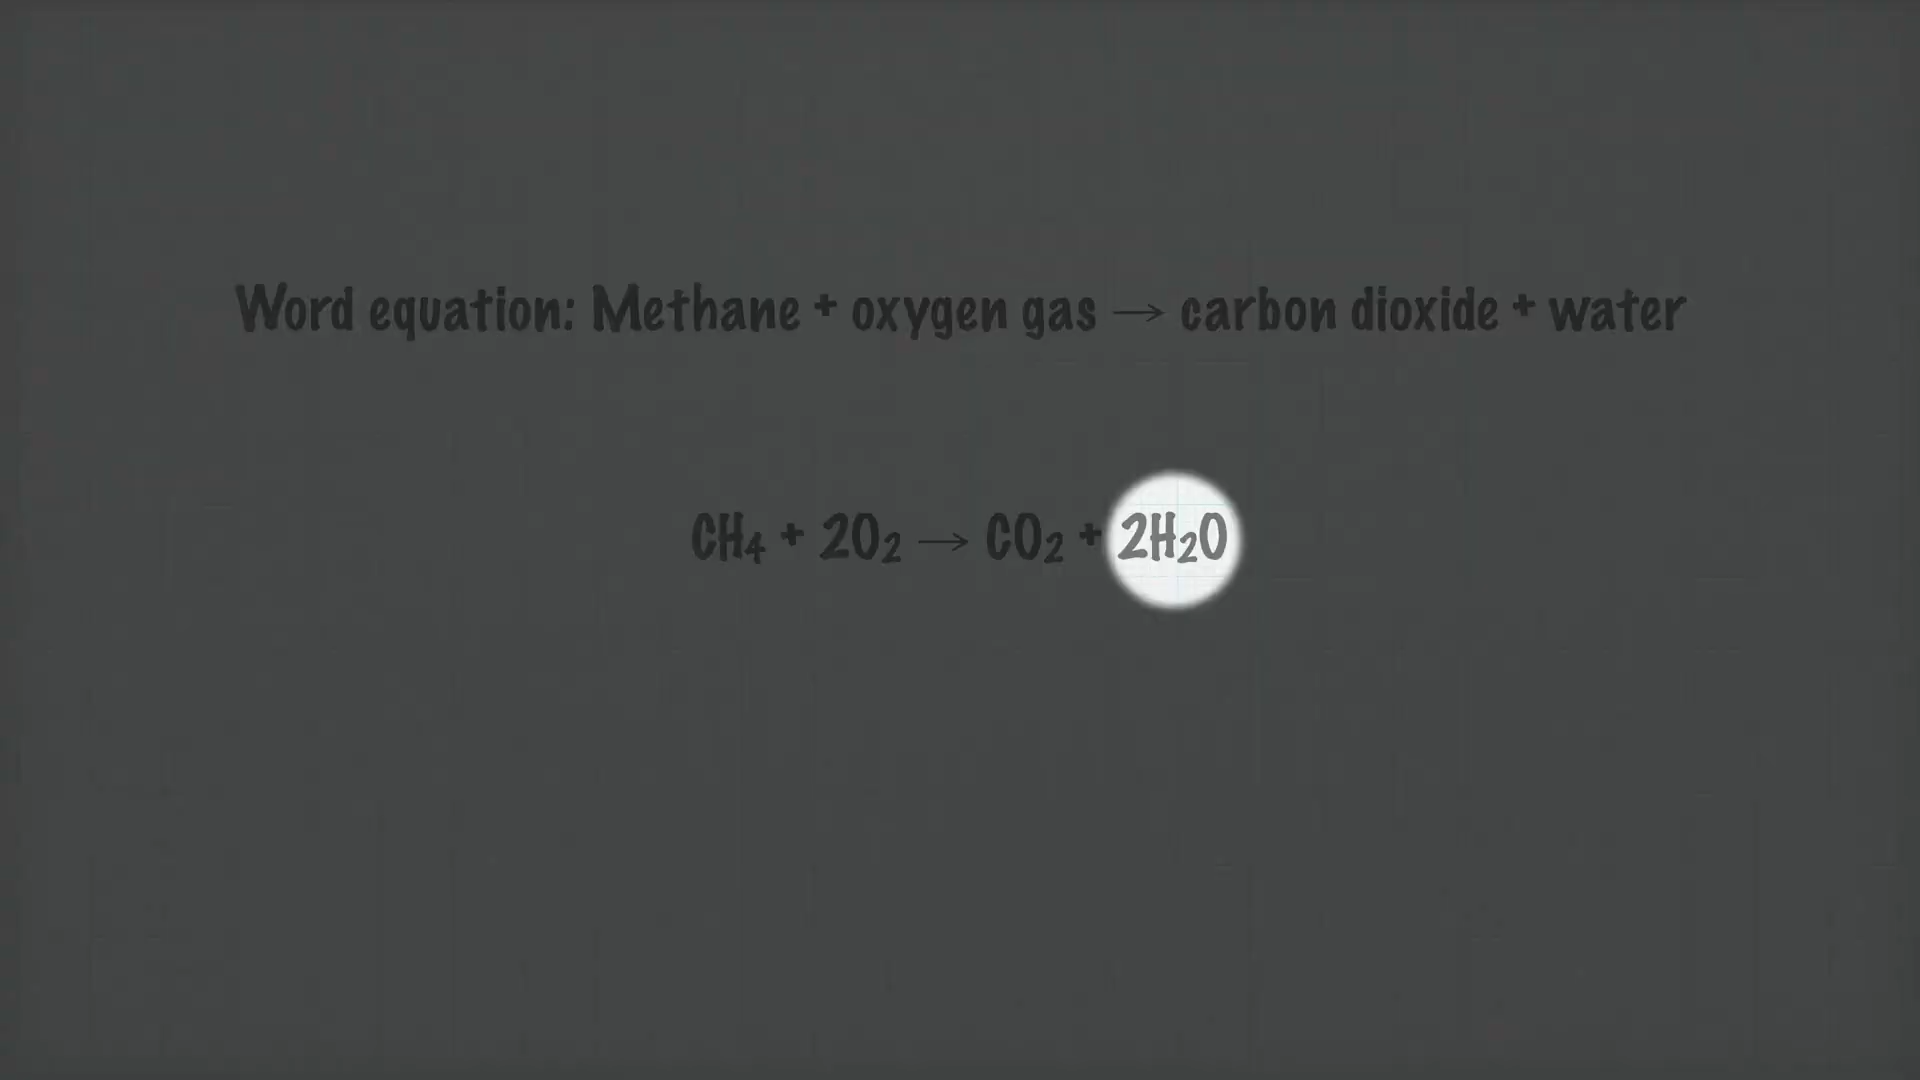 Word equation: Methane + oxygen gas → carbon dioxide + water
CH₄ + 2O₂ → CO₂ + 2H₂O